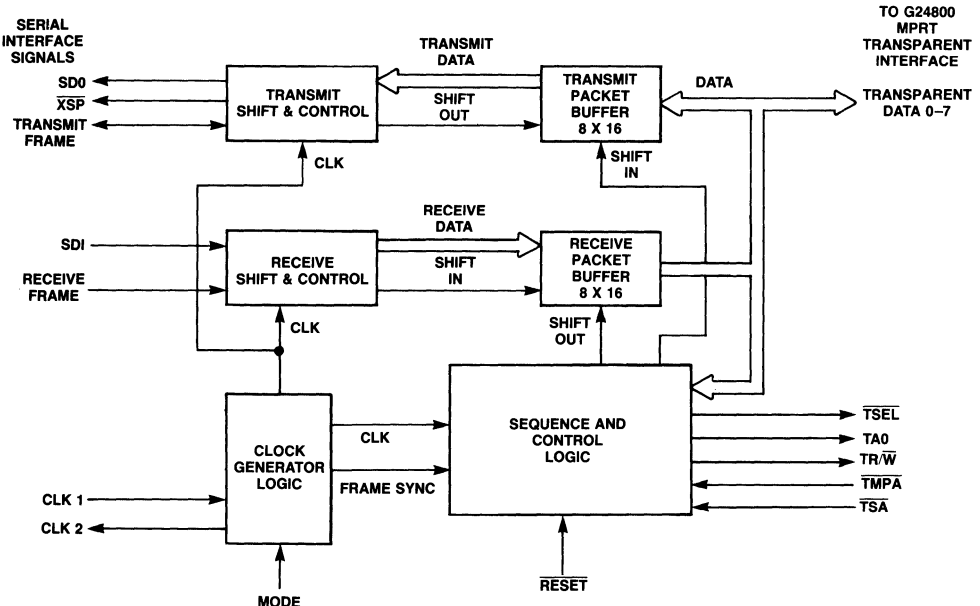 SERIAL
INTERFACE
SIGNALS
TO G24800
MPRT
TRANSPARENT
INTERFACE
SD0
XSP
TRANSMIT
FRAME
TRANSMIT
SHIFT & CONTROL
TRANSMIT
DATA
SHIFT
OUT
TRANSMIT
PACKET
BUFFER
8 X 16
DATA
TRANSPARENT
DATA 0–7
CLK
SHIFT
IN
SDI
RECEIVE
FRAME
RECEIVE
SHIFT & CONTROL
RECEIVE
DATA
SHIFT
IN
RECEIVE
PACKET
BUFFER
8 X 16
CLK
SHIFT
OUT
CLOCK
GENERATOR
LOGIC
CLK
FRAME SYNC
SEQUENCE AND
CONTROL
LOGIC
TSEL
TA0
TR/W
TMPA
TSA
CLK 1
CLK 2
MODE
RESET